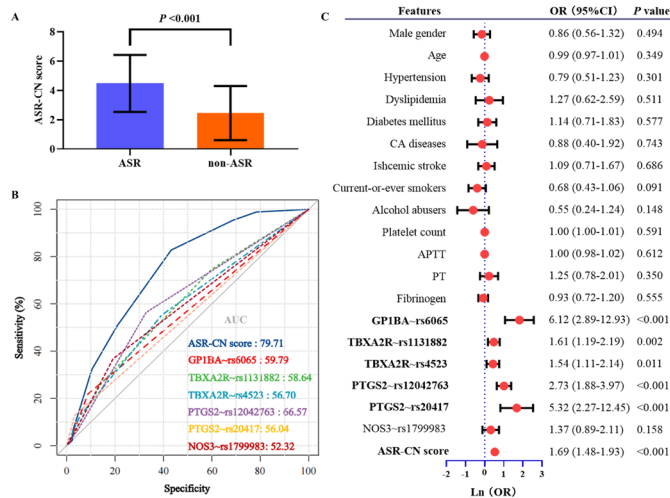 A
P <0.001
ASR-CN score
8
6
4
2
0
ASR
non-ASR
B
Sensitivity (%)
100
80
60
40
20
0
AUC
ASR-CN score : 79.71
GP1BA~rs6065 : 59.79
TBXA2R~rs1131882 : 58.64
TBXA2R~rs4523 : 56.70
PTGS2~rs12042763 : 66.57
PTGS2~rs20417 : 56.04
NOS3~rs1799983 : 52.32
0 20 40 60 80 100
Specificity
C
Features OR (95%CI) P value
Male gender 0.86 (0.56-1.32) 0.494
Age 0.99 (0.97-1.01) 0.349
Hypertension 0.79 (0.51-1.23) 0.301
Dyslipidemia 1.27 (0.62-2.59) 0.511
Diabetes mellitus 1.14 (0.71-1.83) 0.577
CA diseases 0.88 (0.40-1.92) 0.743
Ishcemic stroke 1.09 (0.71-1.67) 0.686
Current-or-ever smokers 0.68 (0.43-1.06) 0.091
Alcohol abusers 0.55 (0.24-1.24) 0.148
Platelet count 1.00 (1.00-1.01) 0.591
APTT 1.00 (0.98-1.02) 0.612
PT 1.25 (0.78-2.01) 0.350
Fibrinogen 0.93 (0.72-1.20) 0.555
GP1BA~rs6065 6.12 (2.89-12.93) <0.001
TBXA2R~rs1131882 1.61 (1.19-2.19) 0.002
TBXA2R~rs4523 1.54 (1.11-2.14) 0.011
PTGS2~rs12042763 2.73 (1.88-3.97) <0.001
PTGS2~rs20417 5.32 (2.27-12.45) <0.001
NOS3~rs1799983 1.37 (0.89-2.11) 0.158
ASR-CN score 1.69 (1.48-1.93) <0.001
-2 -1 0 1 2 3
Ln (OR)